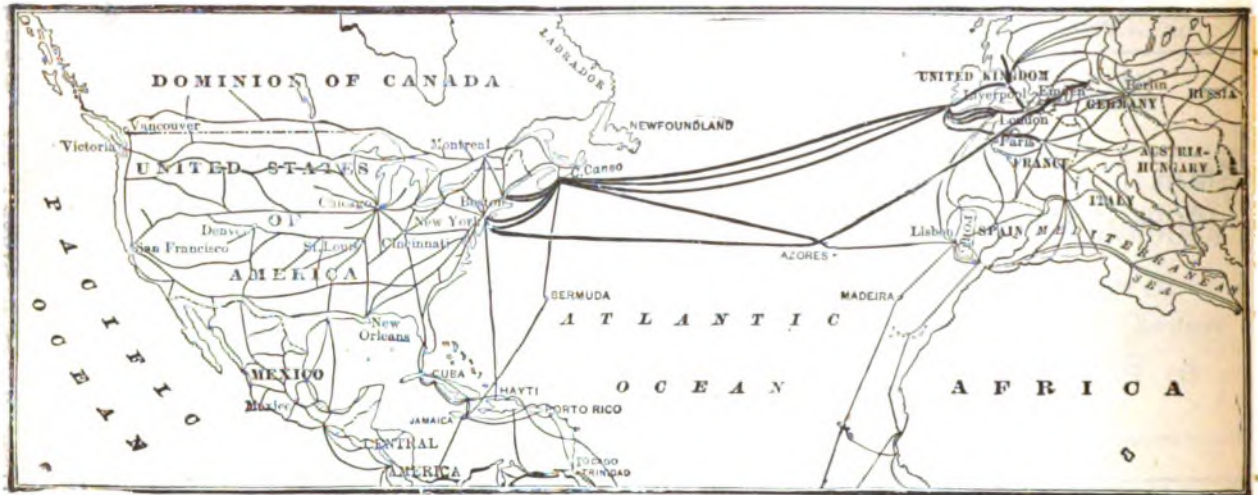 LABRADOR
DOMINION OF CANADA
UNITED KINGDOM
Liverpool
Emden
Berlin
GERMANY
RUSSIA
London
NEWFOUNDLAND
Vancouver
Victoria
Montreal
Paris
FRANCE
AUSTRIA-
HUNGARY
UNITED STATES
C. Canso
ITALY
Chicago
Boston
New York
OF
Denver
San Francisco
St. Louis
Cincinnati
Lisbon
SPAIN
MEDITERRANEAN
SEA
AZORES
AMERICA
BERMUDA
MADEIRA
New
Orleans
ATLANTIC
OCEAN
PACIFIC
OCEAN
MEXICO
Mexico
CUBA
HAYTI
JAMAICA
PORTO RICO
AFRICA
CENTRAL
AMERICA
TOBAGO
TRINIDAD